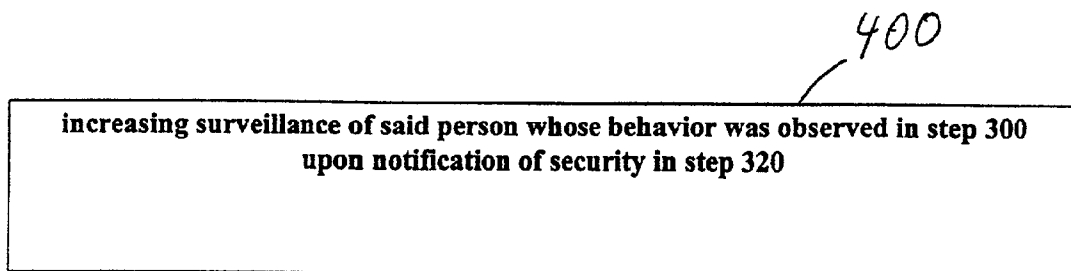 400
increasing surveillance of said person whose behavior was observed in step 300
upon notification of security in step 320